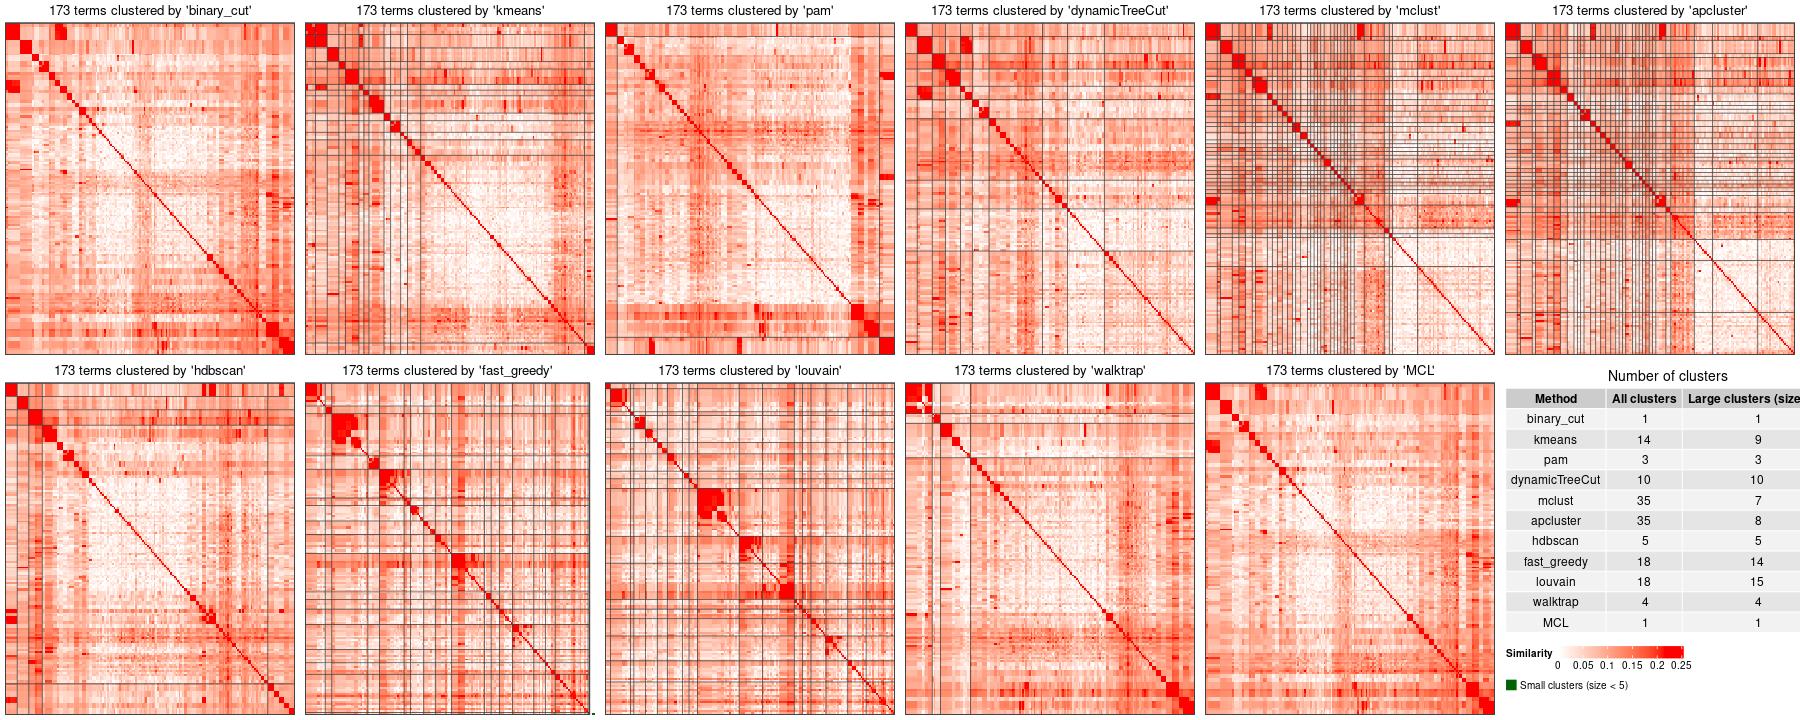 173 terms clustered by 'binary_cut'
173 terms clustered by 'kmeans'
173 terms clustered by 'pam'
173 terms clustered by 'dynamicTreeCut'
173 terms clustered by 'mclust'
173 terms clustered by 'apcluster'
173 terms clustered by 'hdbscan'
173 terms clustered by 'fast_greedy'
173 terms clustered by 'louvain'
173 terms clustered by 'walktrap'
173 terms clustered by 'MCL'
Number of clusters
Method All clusters Large clusters (size
binary_cut 1 1
kmeans 14 9
pam 3 3
dynamicTreeCut 10 10
mclust 35 7
apcluster 35 8
hdbscan 5 5
fast_greedy 18 14
louvain 18 15
walktrap 4 4
MCL 1 1
Similarity
0 0.05 0.1 0.15 0.2 0.25
Small clusters (size < 5)